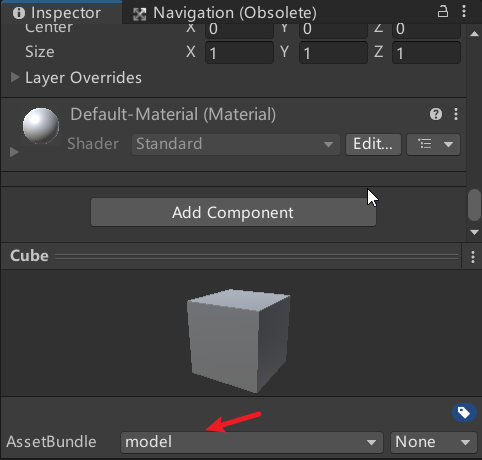 Inspector Navigation (Obsolete)
Center X 0 Y 0 Z 0
Size X 1 Y 1 Z 1
Layer Overrides
Default-Material (Material)
Shader Standard Edit...
Add Component
Cube
AssetBundle model None